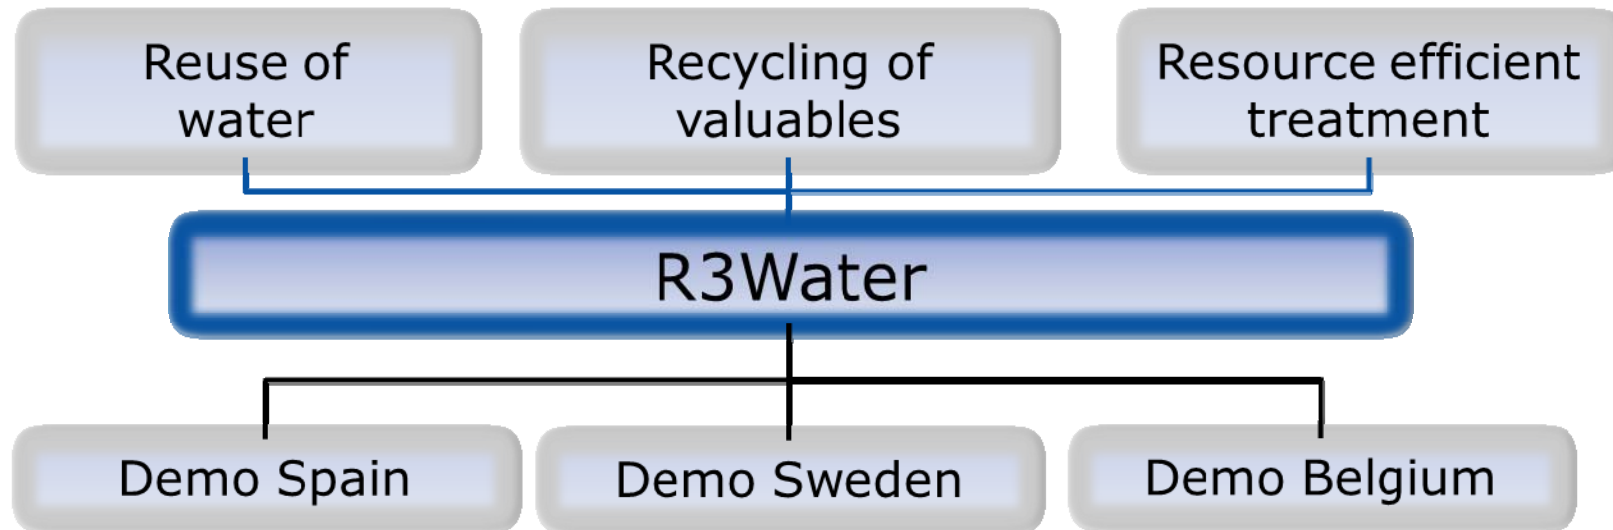 Reuse of
water
Recycling of
valuables
Resource efficient
treatment
R3Water
Demo Spain
Demo Sweden
Demo Belgium